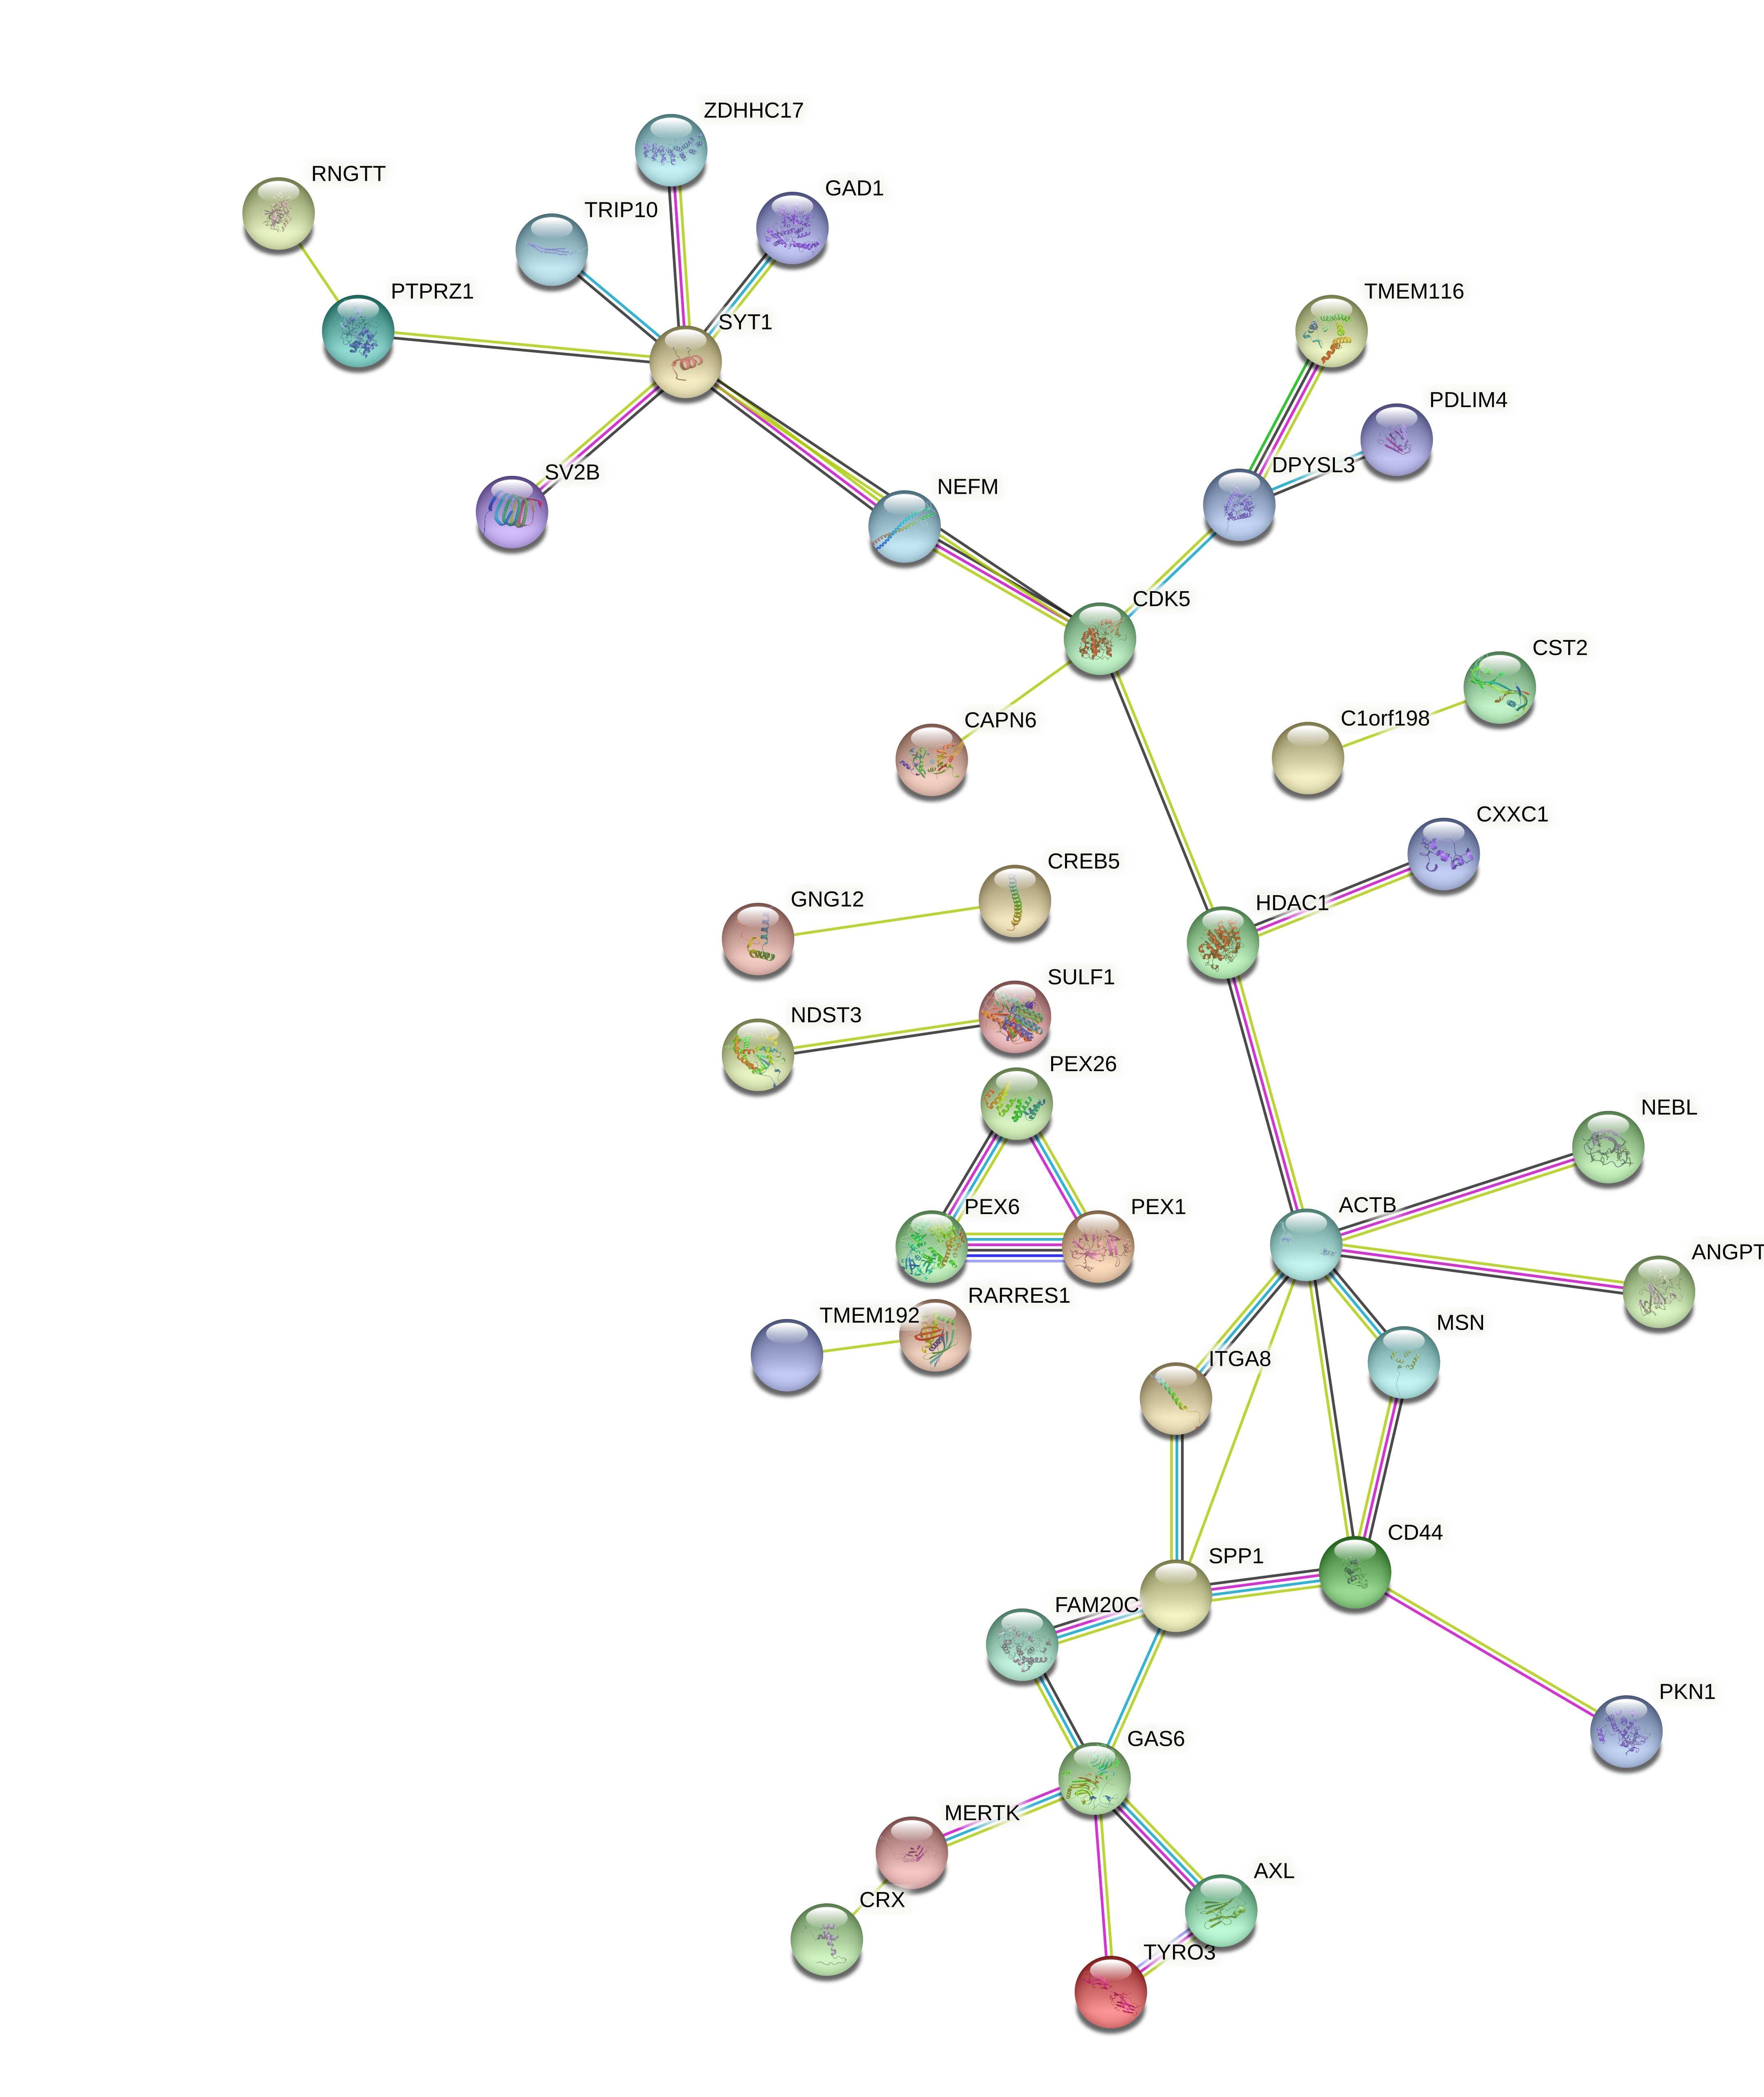 ZDHHC17
RNGTT
GAD1
TRIP10
PTPRZ1
TMEM116
SYT1
PDLIM4
DPYSL3
SV2B
NEFM
CDK5
CST2
C1orf198
CAPN6
CXXC1
CREB5
GNG12
HDAC1
SULF1
NDST3
PEX26
NEBL
ACTB
PEX6
PEX1
ANGPT
RARRES1
TMEM192
MSN
ITGA8
CD44
SPP1
FAM20C
PKN1
GAS6
MERTK
AXL
CRX
TYRO3